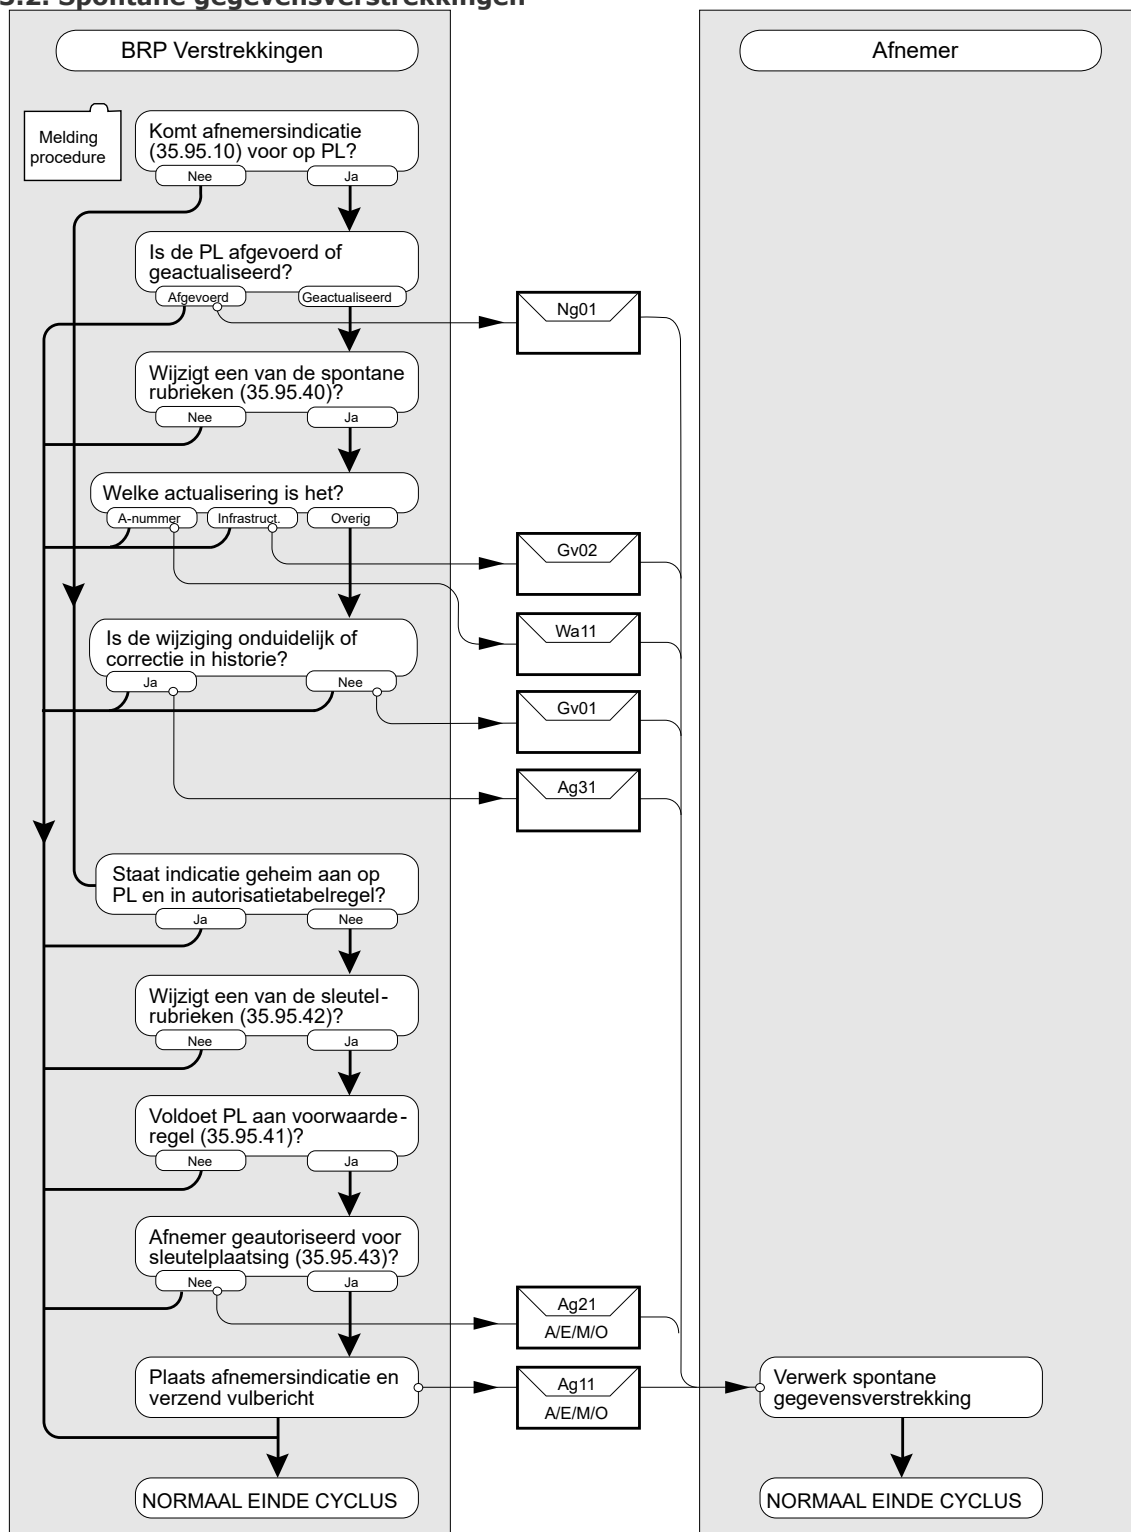 3.2. Spontane gegevensverstrekkingen
BRP Verstrekkingen
Afnemer
Melding
procedure
Komt afnemersindicatie
(35.95.10) voor op PL?
Nee
Ja
Is de PL afgevoerd of
geactualiseerd?
Afgevoerd
Geactualiseerd
Ng01
Wijzigt een van de spontane
rubrieken (35.95.40)?
Nee
Ja
Welke actualisering is het?
A-nummer
Infrastruct.
Overig
Gv02
Wa11
Is de wijziging onduidelijk of
correctie in historie?
Ja
Nee
Gv01
Ag31
Staat indicatie geheim aan op
PL en in autorisatietabelregel?
Ja
Nee
Wijzigt een van de sleutel-
rubrieken (35.95.42)?
Nee
Ja
Voldoet PL aan voorwaarde-
regel (35.95.41)?
Nee
Ja
Afnemer geautoriseerd voor
sleutelplaatsing (35.95.43)?
Nee
Ja
Ag21
A/E/M/O
Plaats afnemersindicatie en
verzend vulbericht
Ag11
A/E/M/O
Verwerk spontane
gegevensverstrekking
NORMAAL EINDE CYCLUS
NORMAAL EINDE CYCLUS